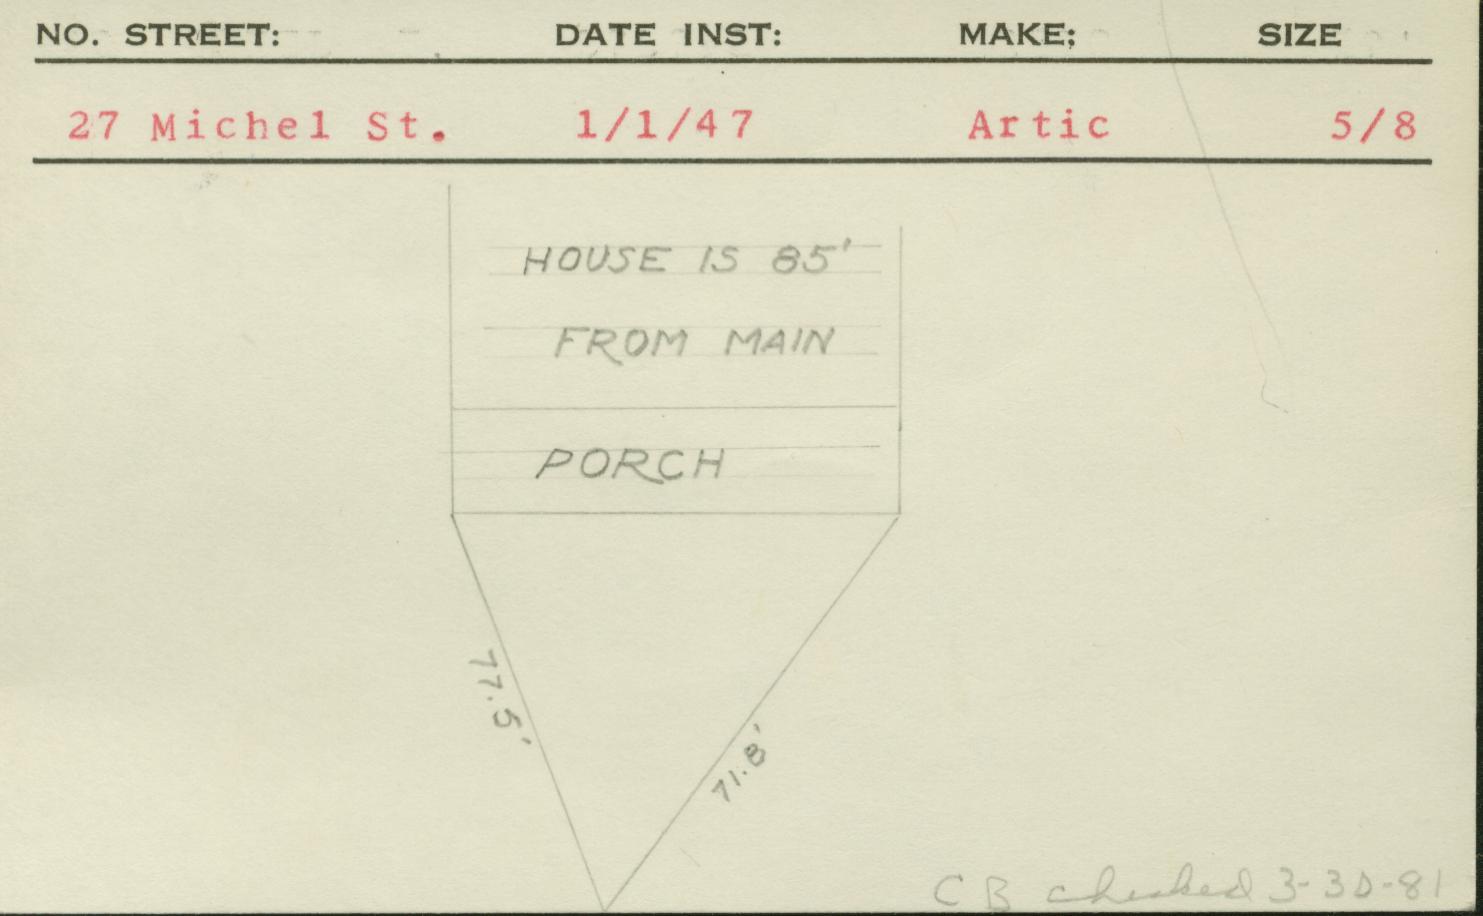 NO. STREET: DATE INST: MAKE: SIZE
27 Michel St. 1/1/47 Artic 5/8
HOUSE IS 85'
FROM MAIN
PORCH
77.5'
71.8'
CB checked 3-30-81